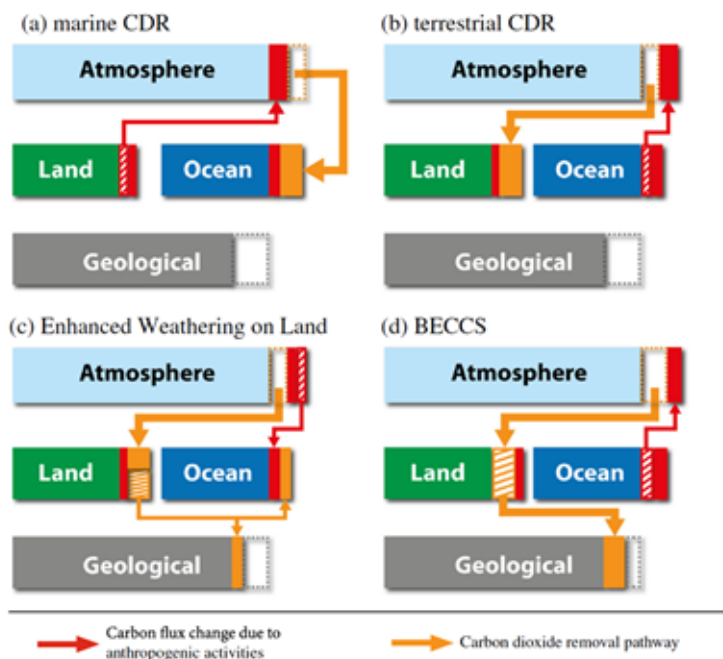 (a) marine CDR
Atmosphere
Land
Ocean
Geological
(b) terrestrial CDR
Atmosphere
Land
Ocean
Geological
(c) Enhanced Weathering on Land
Atmosphere
Land
Ocean
Geological
(d) BECCS
Atmosphere
Land
Ocean
Geological
Carbon flux change due to
anthropogenic activities
Carbon dioxide removal pathway